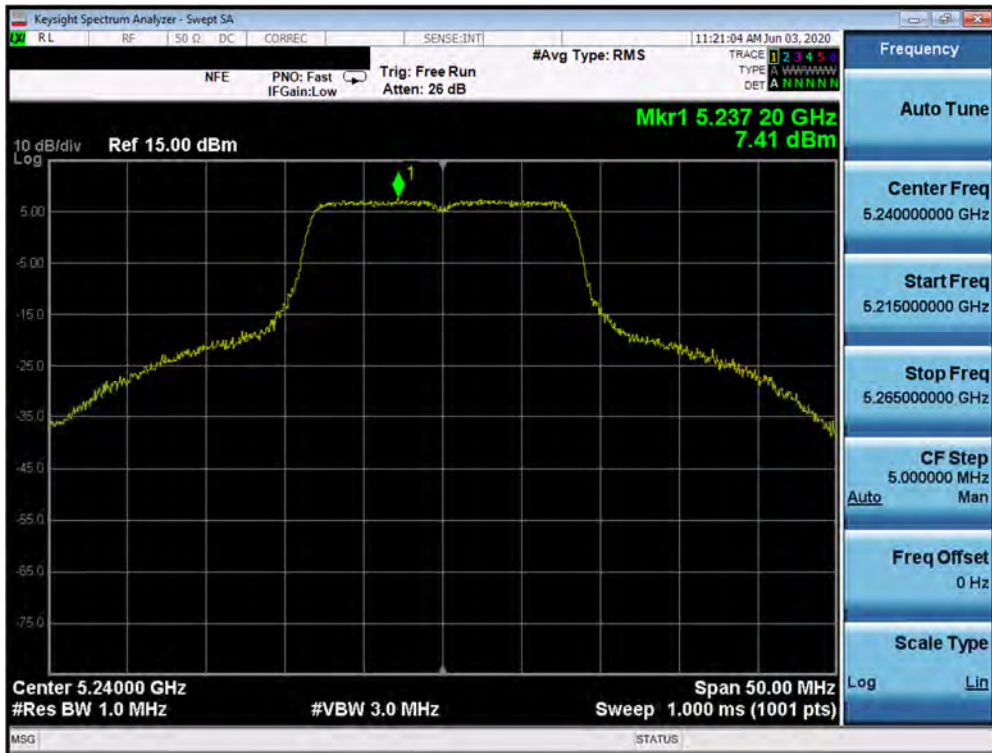 Keysight Spectrum Analyzer - Swept SA
LXI RL RF 50 Ω DC CORREC SENSE:INT 11:21:04 AM Jun 03, 2020
NFE PNO: Fast Trig: Free Run #Avg Type: RMS TRACE 1 2 3 4 5 6
IFGain:Low Atten: 26 dB TYPE A WWWWW
DET A N N N N N
Mkr1 5.237 20 GHz
7.41 dBm
10 dB/div Ref 15.00 dBm
Log
1
5.00
-5.00
-15.0
-25.0
-35.0
-45.0
-55.0
-65.0
-75.0
Center 5.24000 GHz Span 50.00 MHz
#Res BW 1.0 MHz #VBW 3.0 MHz Sweep 1.000 ms (1001 pts)
MSG STATUS
Frequency
Auto Tune
Center Freq
5.240000000 GHz
Start Freq
5.215000000 GHz
Stop Freq
5.265000000 GHz
CF Step
5.000000 MHz
Auto Man
Freq Offset
0 Hz
Scale Type
Log Lin